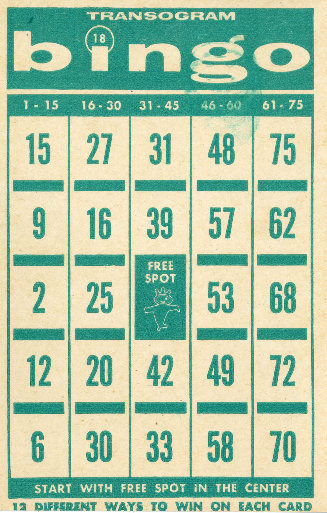 TRANSOGRAM
bingo
18
1 - 15 16 - 30 31 - 45 46 - 60 61 - 75
15 27 31 48 75
9 16 39 57 62
FREE
SPOT
2 25 53 68
12 20 42 49 72
6 30 33 58 70
START WITH FREE SPOT IN THE CENTER
12 DIFFERENT WAYS TO WIN ON EACH CARD